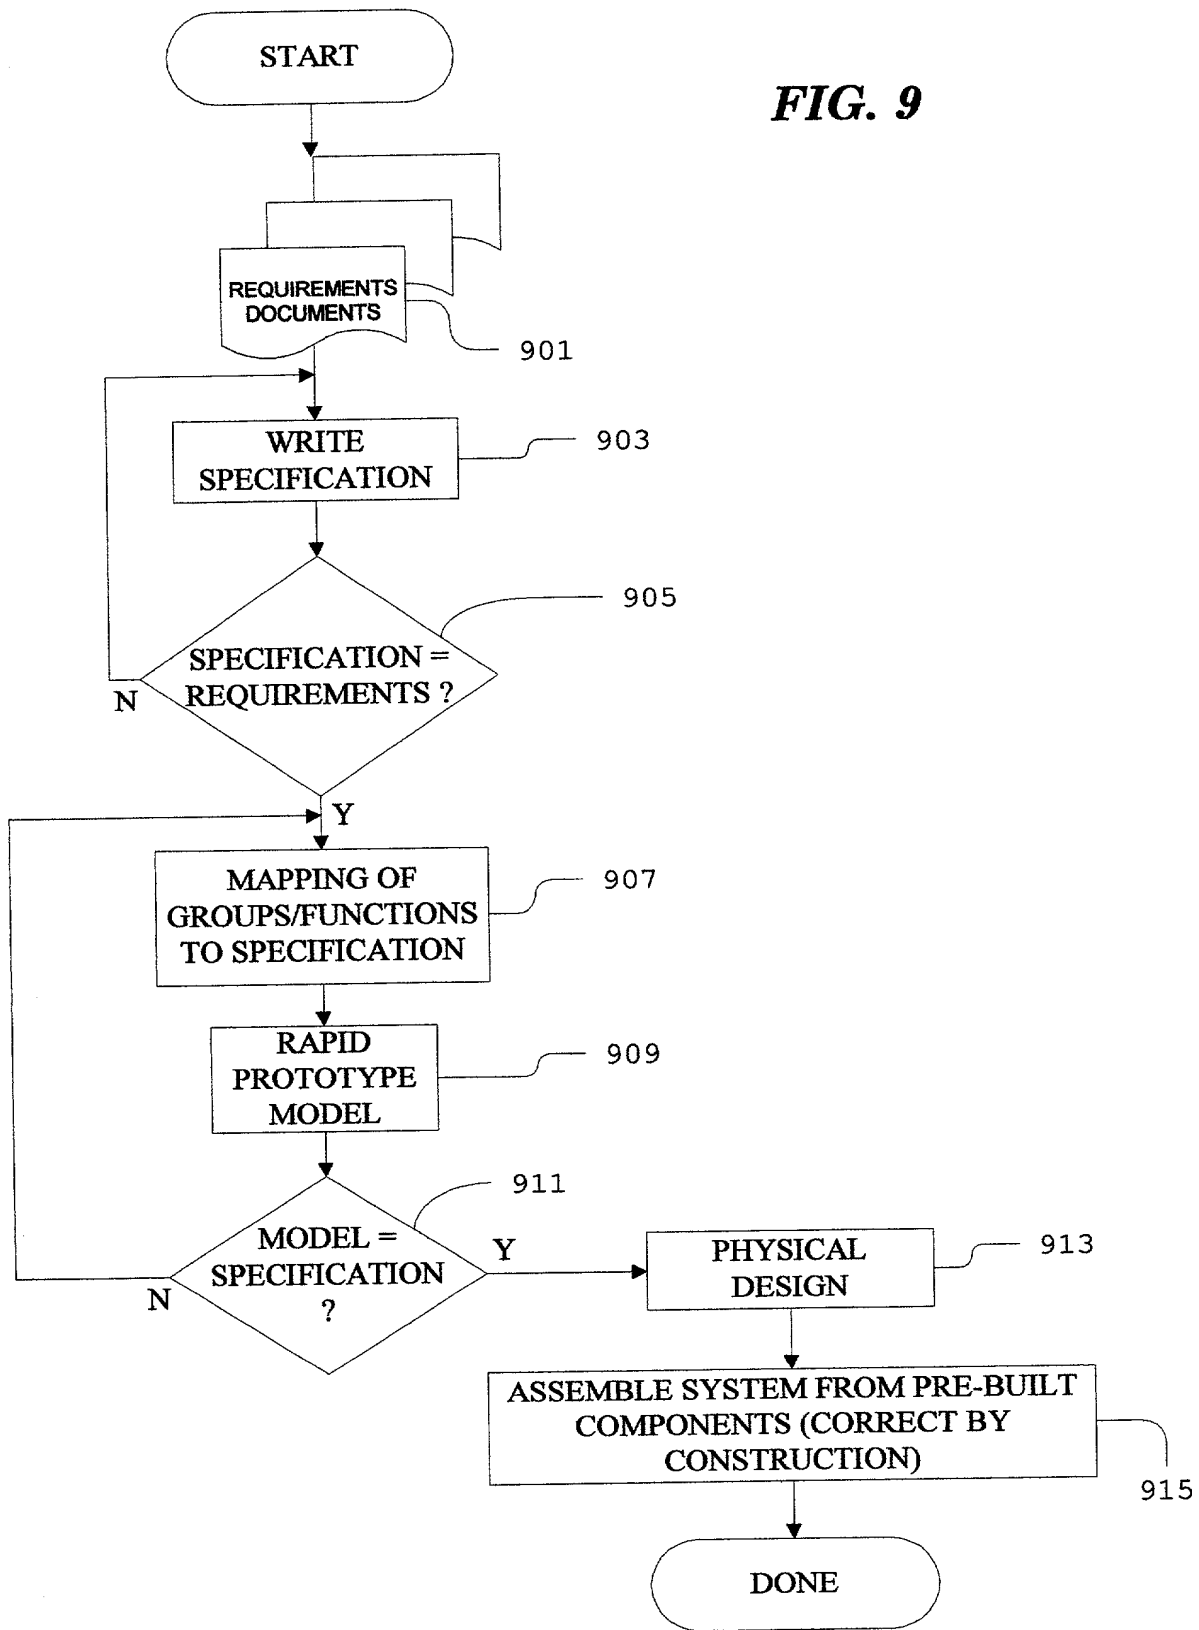 START
FIG. 9
REQUIREMENTS
DOCUMENTS
901
WRITE
SPECIFICATION
903
905
SPECIFICATION =
REQUIREMENTS ?
N
Y
MAPPING OF
GROUPS/FUNCTIONS
TO SPECIFICATION
907
RAPID
PROTOTYPE
MODEL
909
911
MODEL =
SPECIFICATION
?
N
Y
PHYSICAL
DESIGN
913
ASSEMBLE SYSTEM FROM PRE-BUILT
COMPONENTS (CORRECT BY
CONSTRUCTION)
915
DONE